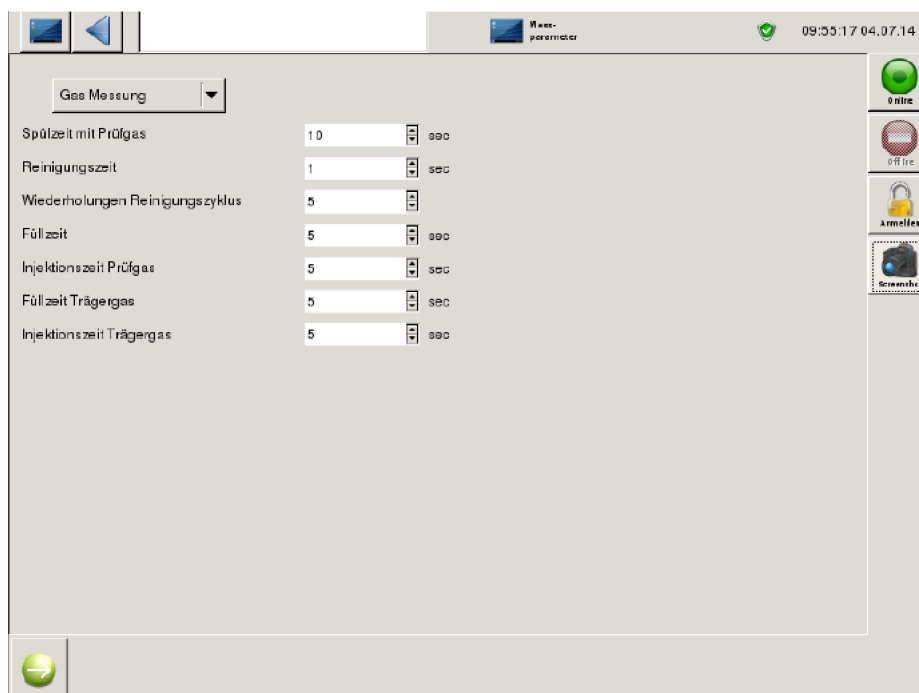 Mess-
parameter
09:55:17 04.07.14
Gas Messung
Online
Spülzeit mit Prüfgas 10 sec
Offline
Reinigungszeit 1 sec
Wiederholungen Reinigungszyklus 5
Anmelden
Füllzeit 5 sec
Injektionszeit Prüfgas 5 sec
Screensho
Füllzeit Trägergas 5 sec
Injektionszeit Trägergas 5 sec